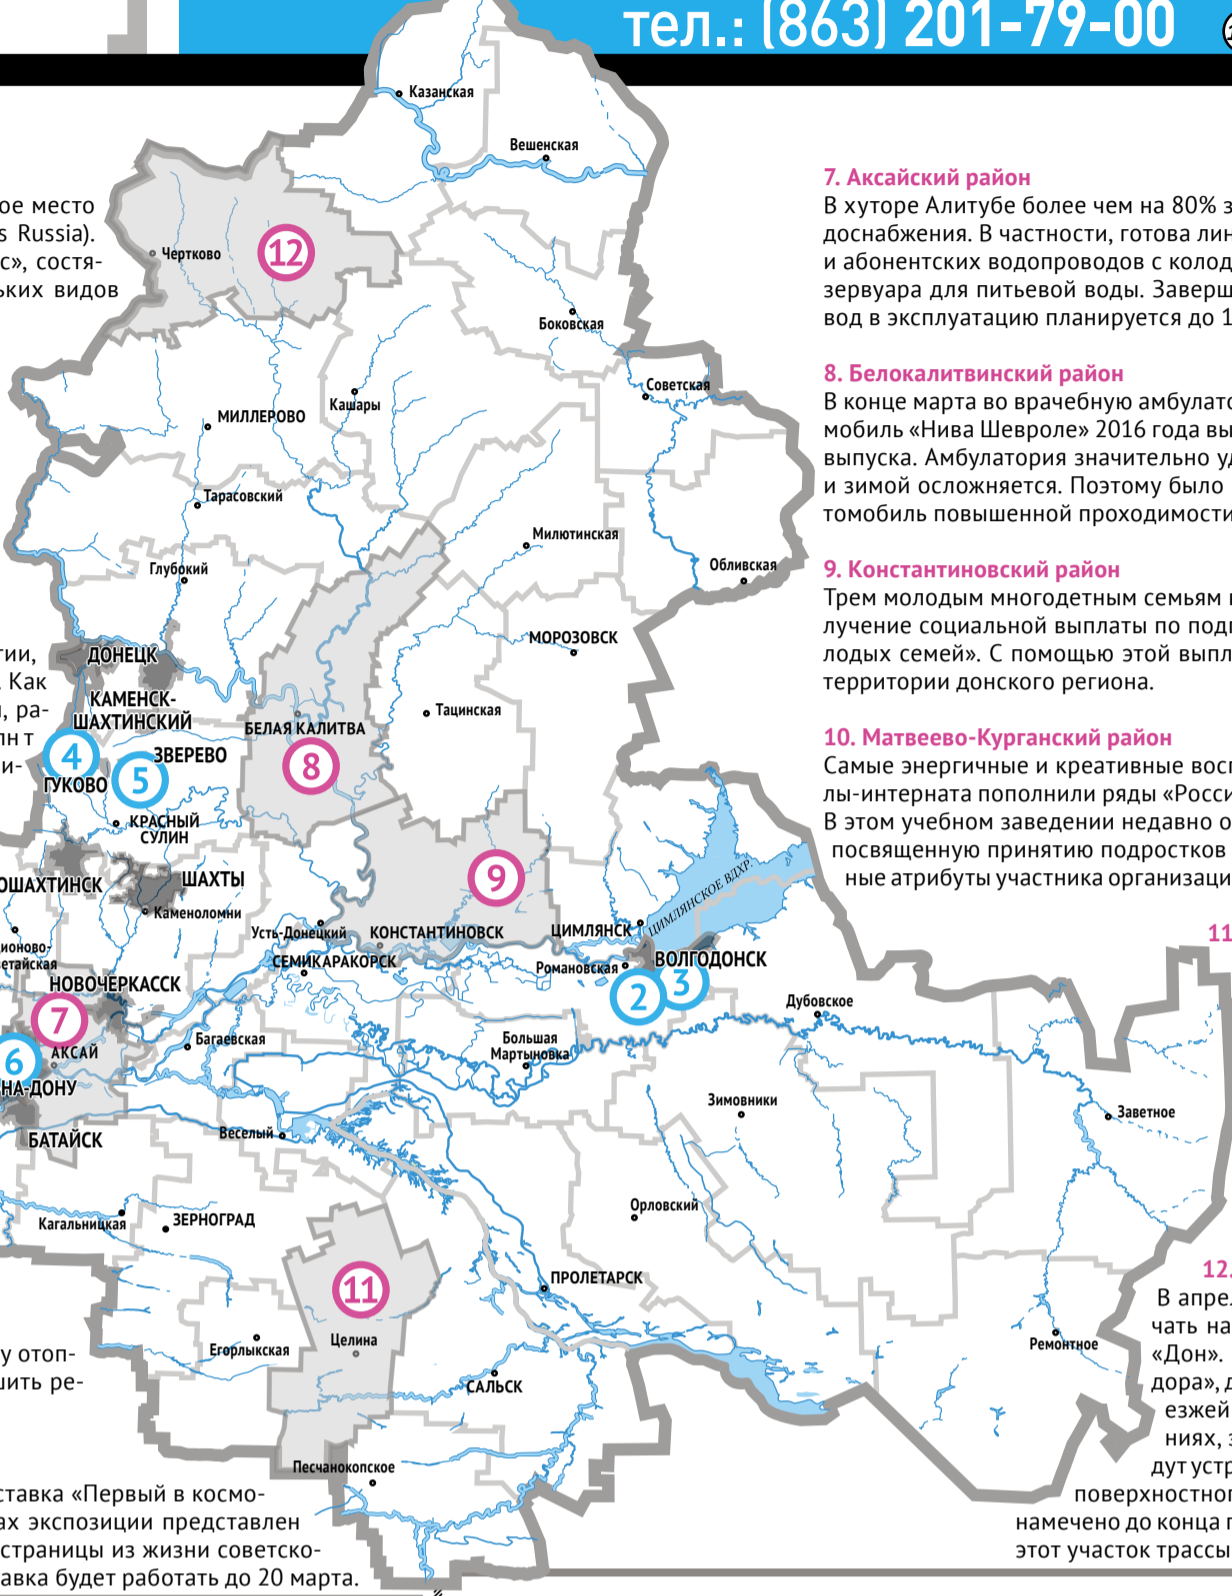 тел.: (863) 201-79-00
ое место
s Russia).
с», состя-
ьких видов
тии,
. Как
, ра-
и-
у отоп-
шить ре-
ставка «Первый в космо-
ах экспозиции представлен
страницы из жизни советско-
авка будет работать до 20 марта.
Казанская
Вешенская
Чертково
12
Боковская
Советская
Кашары
МИЛЛЕРОВО
Тарасовский
Милютинская
Глубокий
Обливская
МОРОЗОВСК
ДОНЕЦК
КАМЕНСК-
ШАХТИНСКИЙ
Тацинская
БЕЛАЯ КАЛИТВА
8
4
ГУКОВО
5
ЗВЕРЕВО
КРАСНЫЙ
СУЛИН
ОШАХТИНСК
ШАХТЫ
Каменоломни
9
ЦИМЛЯНСКОЕ ВДХР.
Усть-Донецкий
КОНСТАНТИНОВСК
ЦИМЛЯНСК
ионово-
ветайская
СЕМИКАРАКОРСК
Романовская
ВОЛГОДОНСК
2
3
НОВОЧЕРКАССК
7
Дубовское
6
АКСАЙ
НА-ДОНУ
Багаевская
Большая
Мартыновка
БАТАЙСК
Веселый
Зимовники
Заветное
Кагальницкая
ЗЕРНОГРАД
Орловский
11
ПРОЛЕТАРСК
Егорлыкская
Целина
Ремонтное
САЛЬСК
Песчанокопское
7. Аксайский район
В хуторе Алитубе более чем на 80% з
доснабжения. В частности, готова лин
и абонентских водопроводов с колод
зервуара для питьевой воды. Заверш
вод в эксплуатацию планируется до 1
8. Белокалитвинский район
В конце марта во врачебную амбулато
мобиль «Нива Шевроле» 2016 года вы
выпуска. Амбулатория значительно уд
и зимой осложняется. Поэтому было
томобиль повышенной проходимости
9. Константиновский район
Трем молодым многодетным семьям
лучение социальной выплаты по подп
лодых семей». С помощью этой выпл
территории донского региона.
10. Матвеево-Курганский район
Самые энергичные и креативные восп
лы-интерната пополнили ряды «Росси
В этом учебном заведении недавно о
посвященную принятию подростков
ные атрибуты участника организаци
11
12.
В апрел
чать на
«Дон».
дора», д
езжей
ниях, з
дут устр
поверхностног
намечено до конца г
этот участок трассы